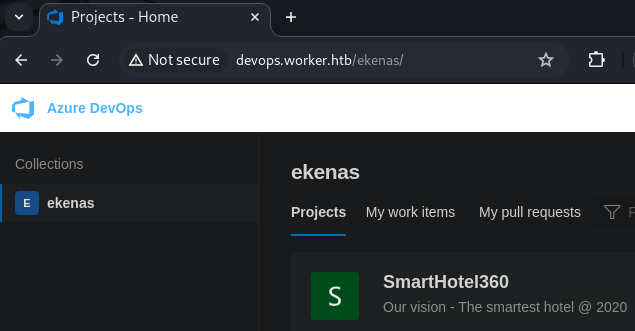 Projects - Home
Not secure devops.worker.htb/ekenas/
Azure DevOps
Collections
E ekenas
ekenas
Projects My work items My pull requests F
S SmartHotel360
Our vision - The smartest hotel @ 2020